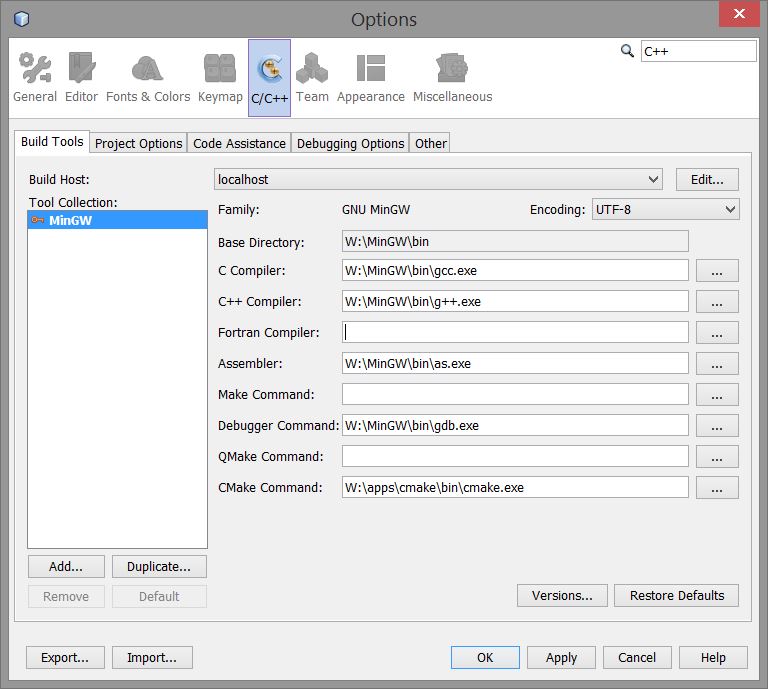 Options
C++
General Editor Fonts & Colors Keymap C/C++ Team Appearance Miscellaneous
Build Tools Project Options Code Assistance Debugging Options Other
Build Host: localhost Edit...
Tool Collection:
MinGW
Family: GNU MinGW Encoding: UTF-8
Base Directory: W:\MinGW\bin
C Compiler: W:\MinGW\bin\gcc.exe ...
C++ Compiler: W:\MinGW\bin\g++.exe ...
Fortran Compiler: ...
Assembler: W:\MinGW\bin\as.exe ...
Make Command: ...
Debugger Command: W:\MinGW\bin\gdb.exe ...
QMake Command: ...
CMake Command: W:\apps\cmake\bin\cmake.exe ...
Add... Duplicate...
Remove Default
Versions... Restore Defaults
Export... Import... OK Apply Cancel Help